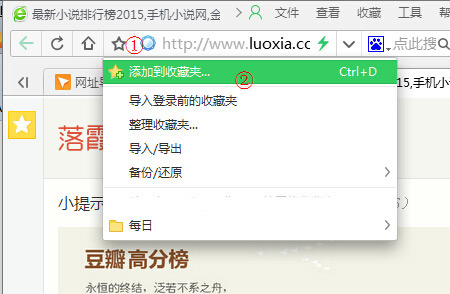 最新小说排行榜2015,手机小说网,金
文件 查看 收藏 工具
① http://www.luoxia.cc 点此搜
添加到收藏夹... Ctrl+D
②
网址导 15,手机小
导入登录前的收藏夹
整理收藏夹...
落霞
导入/导出
备份/还原
小提示
每日
豆瓣高分榜
永恒的终结，泛若不系之舟，